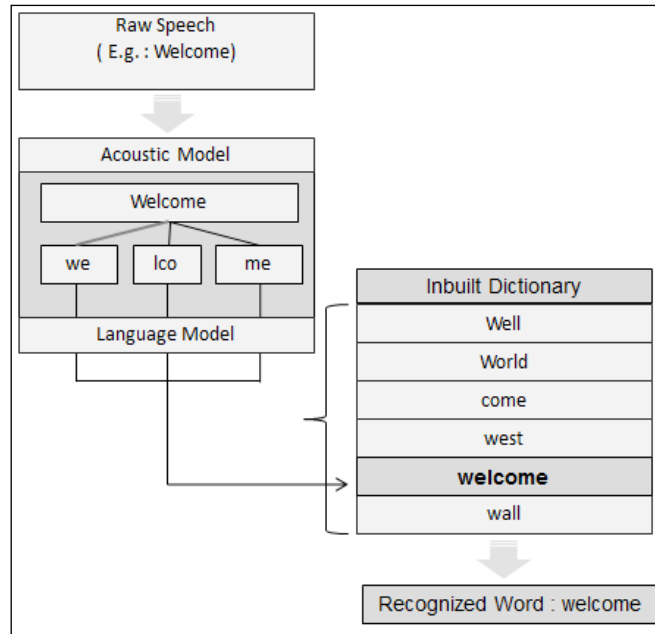 Raw Speech
( E.g. : Welcome)
Acoustic Model
Welcome
we
lco
me
Language Model
Inbuilt Dictionary
Well
World
come
west
welcome
wall
Recognized Word : welcome